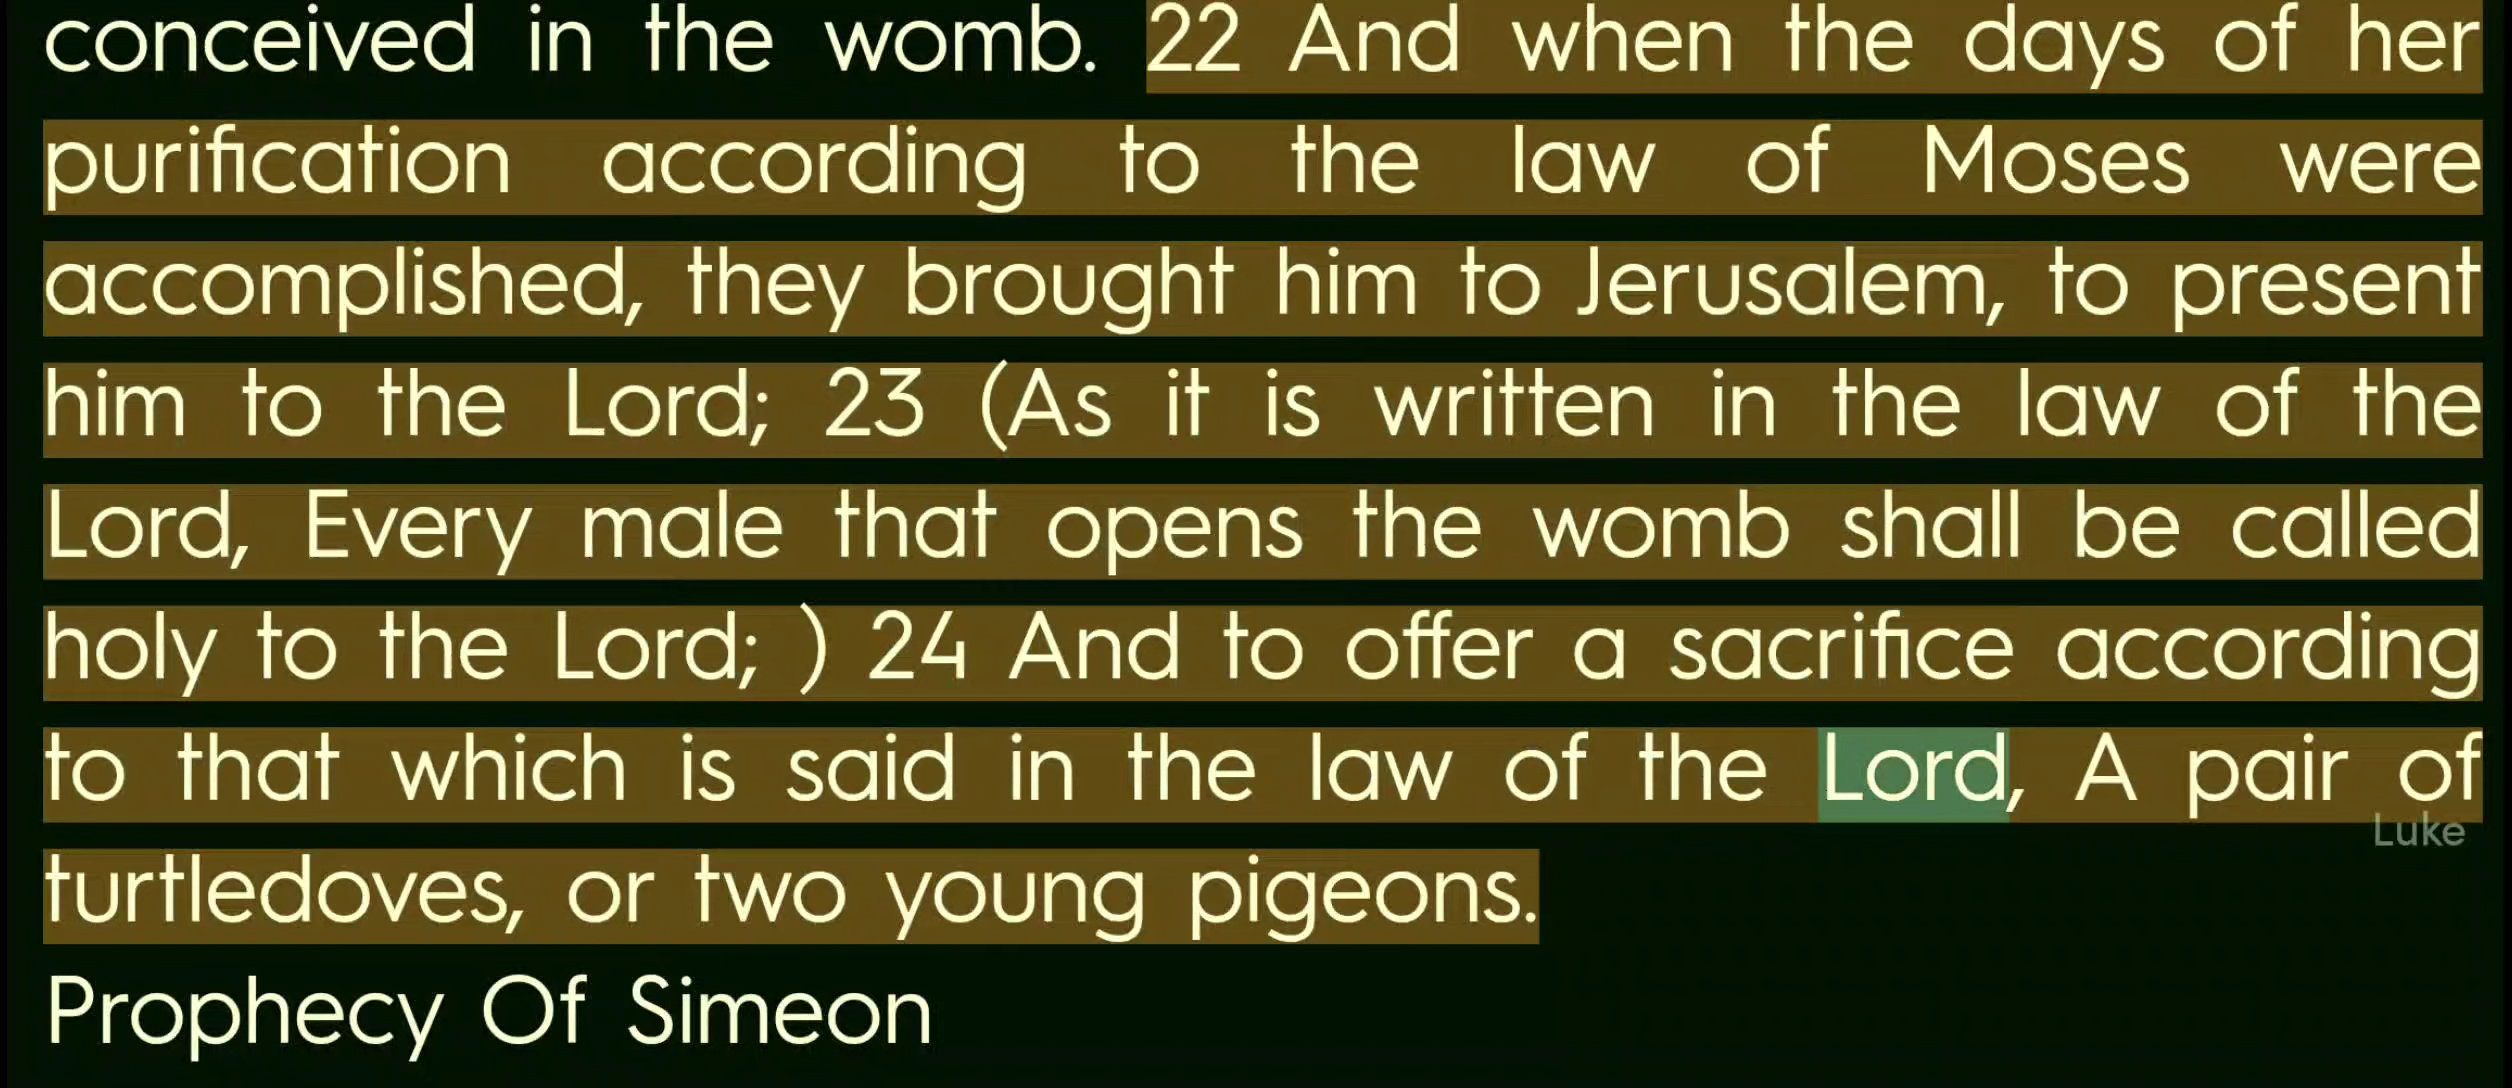 conceived in the womb. 22 And when the days of her
purification according to the law of Moses were
accomplished, they brought him to Jerusalem, to present
him to the Lord; 23 (As it is written in the law of the
Lord, Every male that opens the womb shall be called
holy to the Lord; ) 24 And to offer a sacrifice according
to that which is said in the law of the Lord, A pair of
Luke
turtledoves, or two young pigeons.
Prophecy Of Simeon